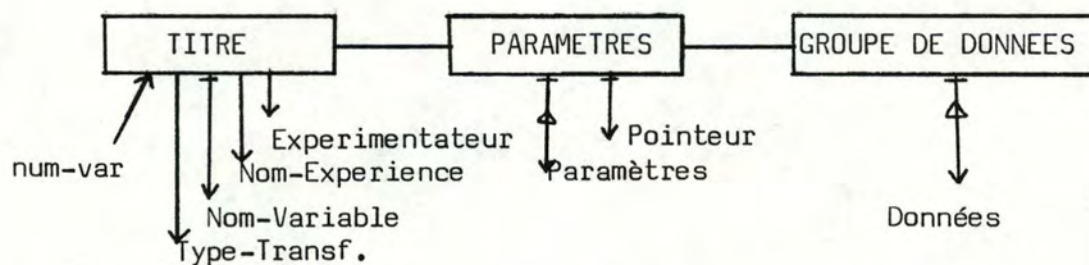 TITRE
PARAMETRES
GROUPE DE DONNEES
num-var
Experimentateur
Nom-Experience
Nom-Variable
Type-Transf.
Pointeur
Paramètres
Données